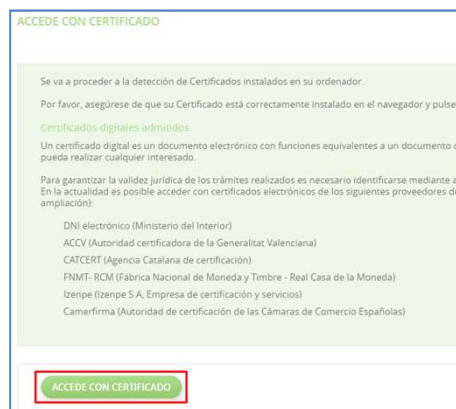 ACCEDE CON CERTIFICADO
Se va a proceder a la detección de Certificados instalados en su ordenador.
Por favor, asegúrese de que su Certificado está correctamente instalado en el navegador y pulse
Certificados digitales admitidos
Un certificado digital es un documento electrónico con funciones equivalentes a un documento
pueda realizar cualquier interesado.
Para garantizar la validez jurídica de los trámites realizados es necesario identificarse mediante
En la actualidad es posible acceder con certificados electrónicos de los siguientes proveedores
ampliación):
DNI electrónico (Ministerio del Interior)
ACCV (Autoridad certificadora de la Generalitat Valenciana)
CATCERT (Agencia Catalana de certificación)
FNMT- RCM (Fábrica Nacional de Moneda y Timbre - Real Casa de la Moneda)
Izenpe (Izenpe S.A, Empresa de certificación y servicios)
Camerfirma (Autoridad de certificación de las Cámaras de Comercio Españolas)
ACCEDE CON CERTIFICADO